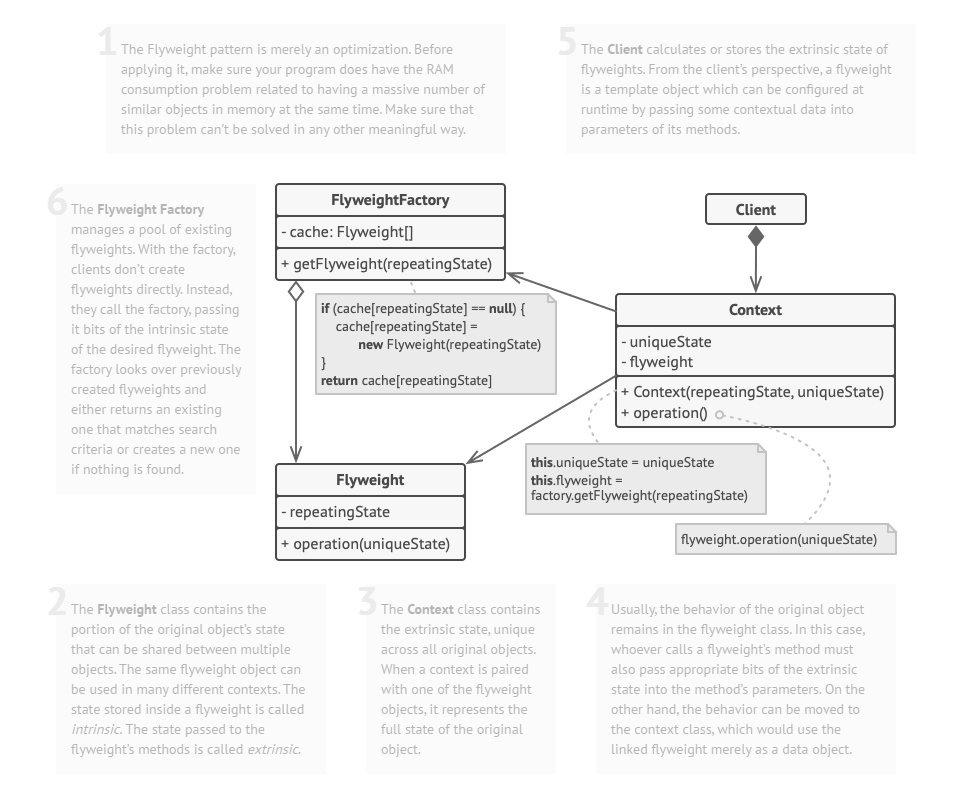 1
The Flyweight pattern is merely an optimization. Before
applying it, make sure your program does have the RAM
consumption problem related to having a massive number of
similar objects in memory at the same time. Make sure that
this problem can't be solved in any other meaningful way.
5
The Client calculates or stores the extrinsic state of
flyweights. From the client's perspective, a flyweight
is a template object which can be configured at
runtime by passing some contextual data into
parameters of its methods.
6
The Flyweight Factory
manages a pool of existing
flyweights. With the factory,
clients don't create
flyweights directly. Instead,
they call the factory, passing
it bits of the intrinsic state
of the desired flyweight. The
factory looks over previously
created flyweights and
either returns an existing
one that matches search
criteria or creates a new one
if nothing is found.
FlyweightFactory
- cache: Flyweight[]
+ getFlyweight(repeatingState)
if (cache[repeatingState] == null) {
cache[repeatingState] =
new Flyweight(repeatingState)
}
return cache[repeatingState]
Client
Context
- uniqueState
- flyweight
+ Context(repeatingState, uniqueState)
+ operation()
this.uniqueState = uniqueState
this.flyweight =
factory.getFlyweight(repeatingState)
flyweight.operation(uniqueState)
Flyweight
- repeatingState
+ operation(uniqueState)
2
The Flyweight class contains the
portion of the original object's state
that can be shared between multiple
objects. The same flyweight object can
be used in many different contexts. The
state stored inside a flyweight is called
intrinsic. The state passed to the
flyweight's methods is called extrinsic.
3
The Context class contains
the extrinsic state, unique
across all original objects.
When a context is paired
with one of the flyweight
objects, it represents the
full state of the original
object.
4
Usually, the behavior of the original object
remains in the flyweight class. In this case,
whoever calls a flyweight's method must
also pass appropriate bits of the extrinsic
state into the method's parameters. On the
other hand, the behavior can be moved to
the context class, which would use the
linked flyweight merely as a data object.